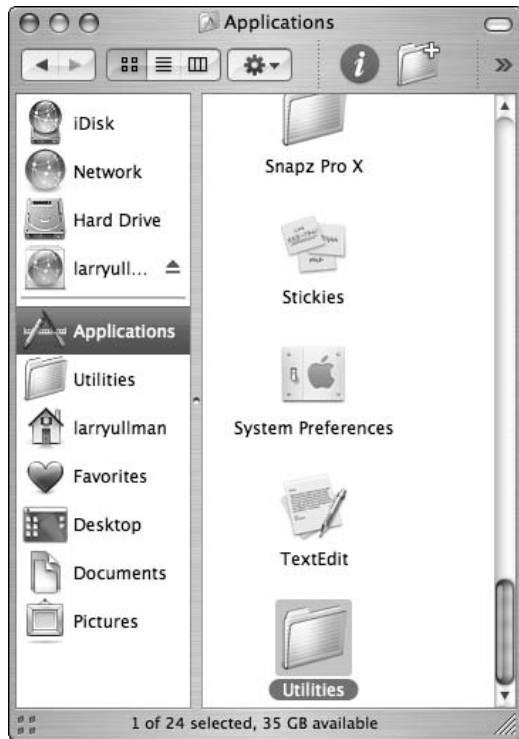 Applications
iDisk
Network
Hard Drive
larryull...
Applications
Utilities
larryullman
Favorites
Desktop
Documents
Pictures
Snapz Pro X
Stickies
System Preferences
TextEdit
Utilities
1 of 24 selected, 35 GB available